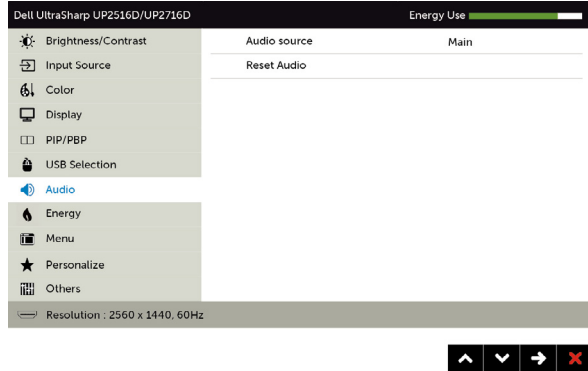 Dell UltraSharp UP2516D/UP2716D Energy Use
Brightness/Contrast Audio source Main
Input Source Reset Audio
Color
Display
PIP/PBP
USB Selection
Audio
Energy
Menu
Personalize
Others
Resolution : 2560 x 1440, 60Hz